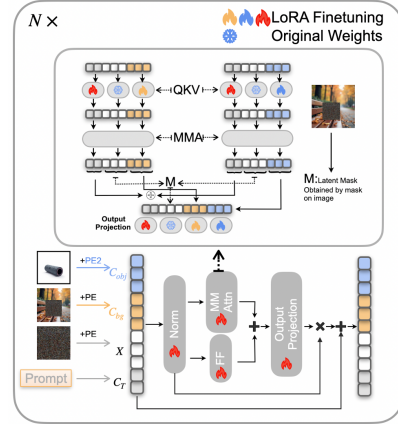 N ×
LoRA Finetuning
Original Weights
QKV
MMA
M
M:Latent Mask
Obtained by mask
on image
Output
Projection
+PE2
C_obj
+PE
C_bg
+PE
X
Prompt
C_T
Norm
MM
Attn
FF
Output
Projection